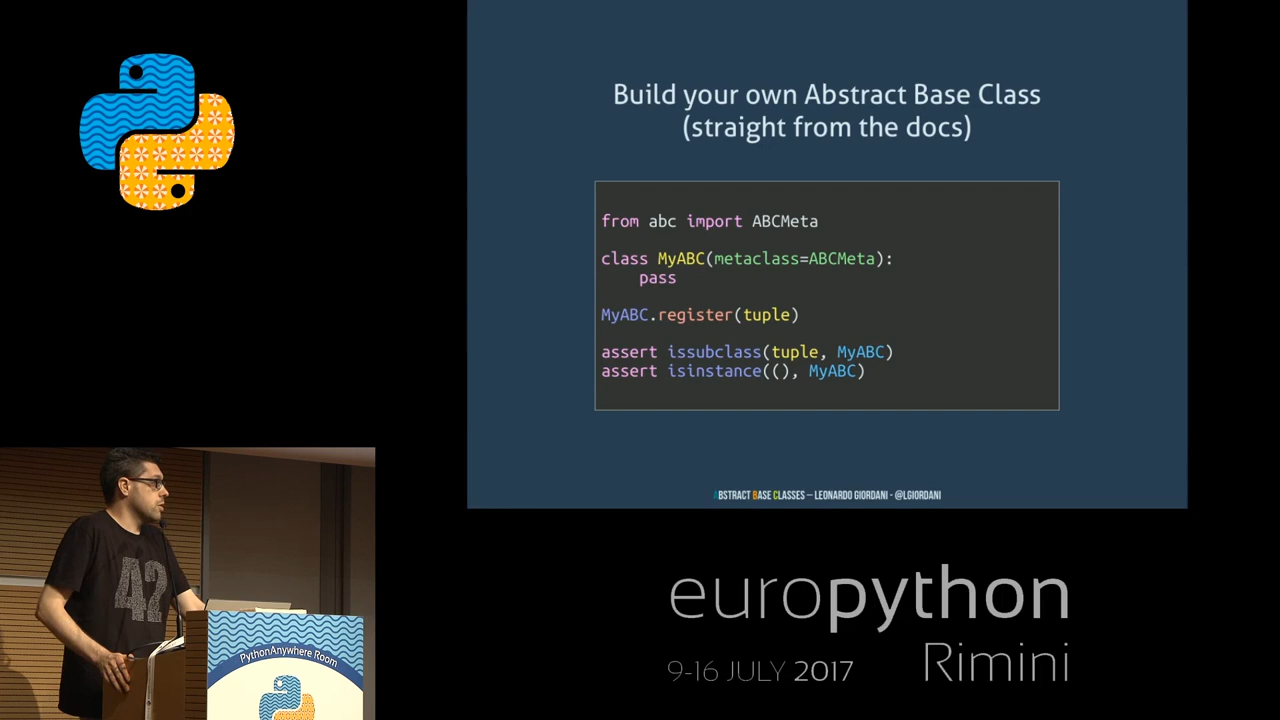 Build your own Abstract Base Class
(straight from the docs)
from abc import ABCMeta
class MyABC(metaclass=ABCMeta):
    pass
MyABC.register(tuple)
assert issubclass(tuple, MyABC)
assert isinstance((), MyABC)
ABSTRACT BASE CLASSES – LEONARDO GIORDANI - @LGIORDANI
42
PythonAnywhere Room
europython
Rimini
9-16 JULY 2017